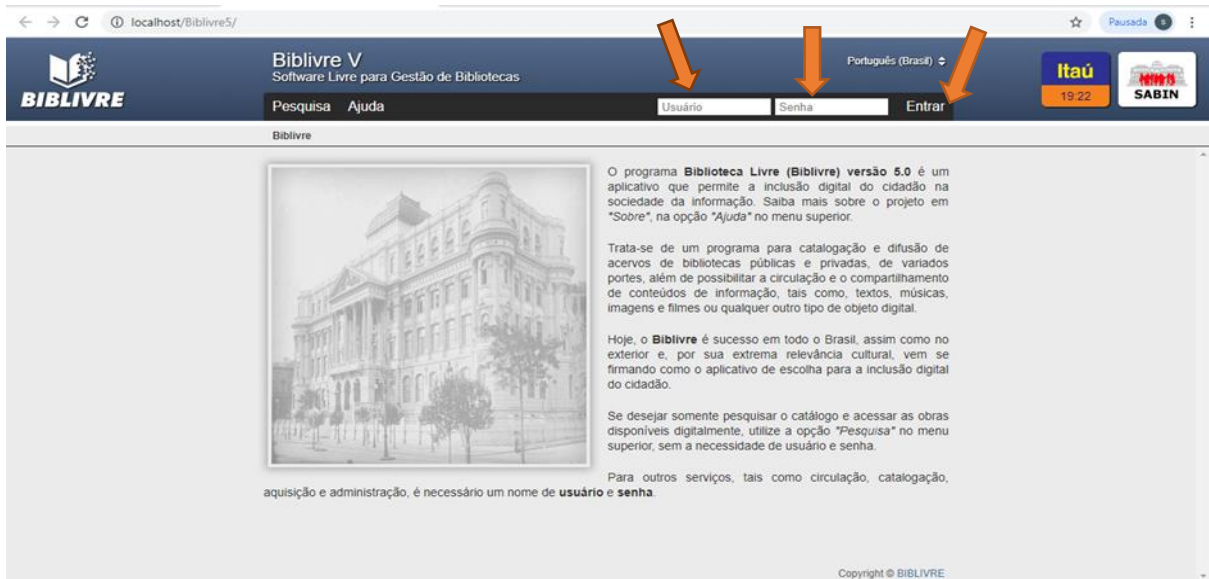 localhost/Biblivre5/
Pausada
S
BIBLIVRE
Biblivre V
Software Livre para Gestão de Bibliotecas
Português (Brasil)
Itaú
19:22
SABIN
Pesquisa Ajuda
Usuário Senha Entrar
Biblivre
O programa Biblioteca Livre (Biblivre) versão 5.0 é um
aplicativo que permite a inclusão digital do cidadão na
sociedade da informação. Saiba mais sobre o projeto em
"Sobre", na opção "Ajuda" no menu superior.
Trata-se de um programa para catalogação e difusão de
acervos de bibliotecas públicas e privadas, de variados
portes, além de possibilitar a circulação e o compartilhamento
de conteúdos de informação, tais como, textos, músicas,
imagens e filmes ou qualquer outro tipo de objeto digital.
Hoje, o Biblivre é sucesso em todo o Brasil, assim como no
exterior e, por sua extrema relevância cultural, vem se
firmando como o aplicativo de escolha para a inclusão digital
do cidadão.
Se desejar somente pesquisar o catálogo e acessar as obras
disponíveis digitalmente, utilize a opção "Pesquisa" no menu
superior, sem a necessidade de usuário e senha.
Para outros serviços, tais como circulação, catalogação,
aquisição e administração, é necessário um nome de usuário e senha.
Copyright © BIBLIVRE